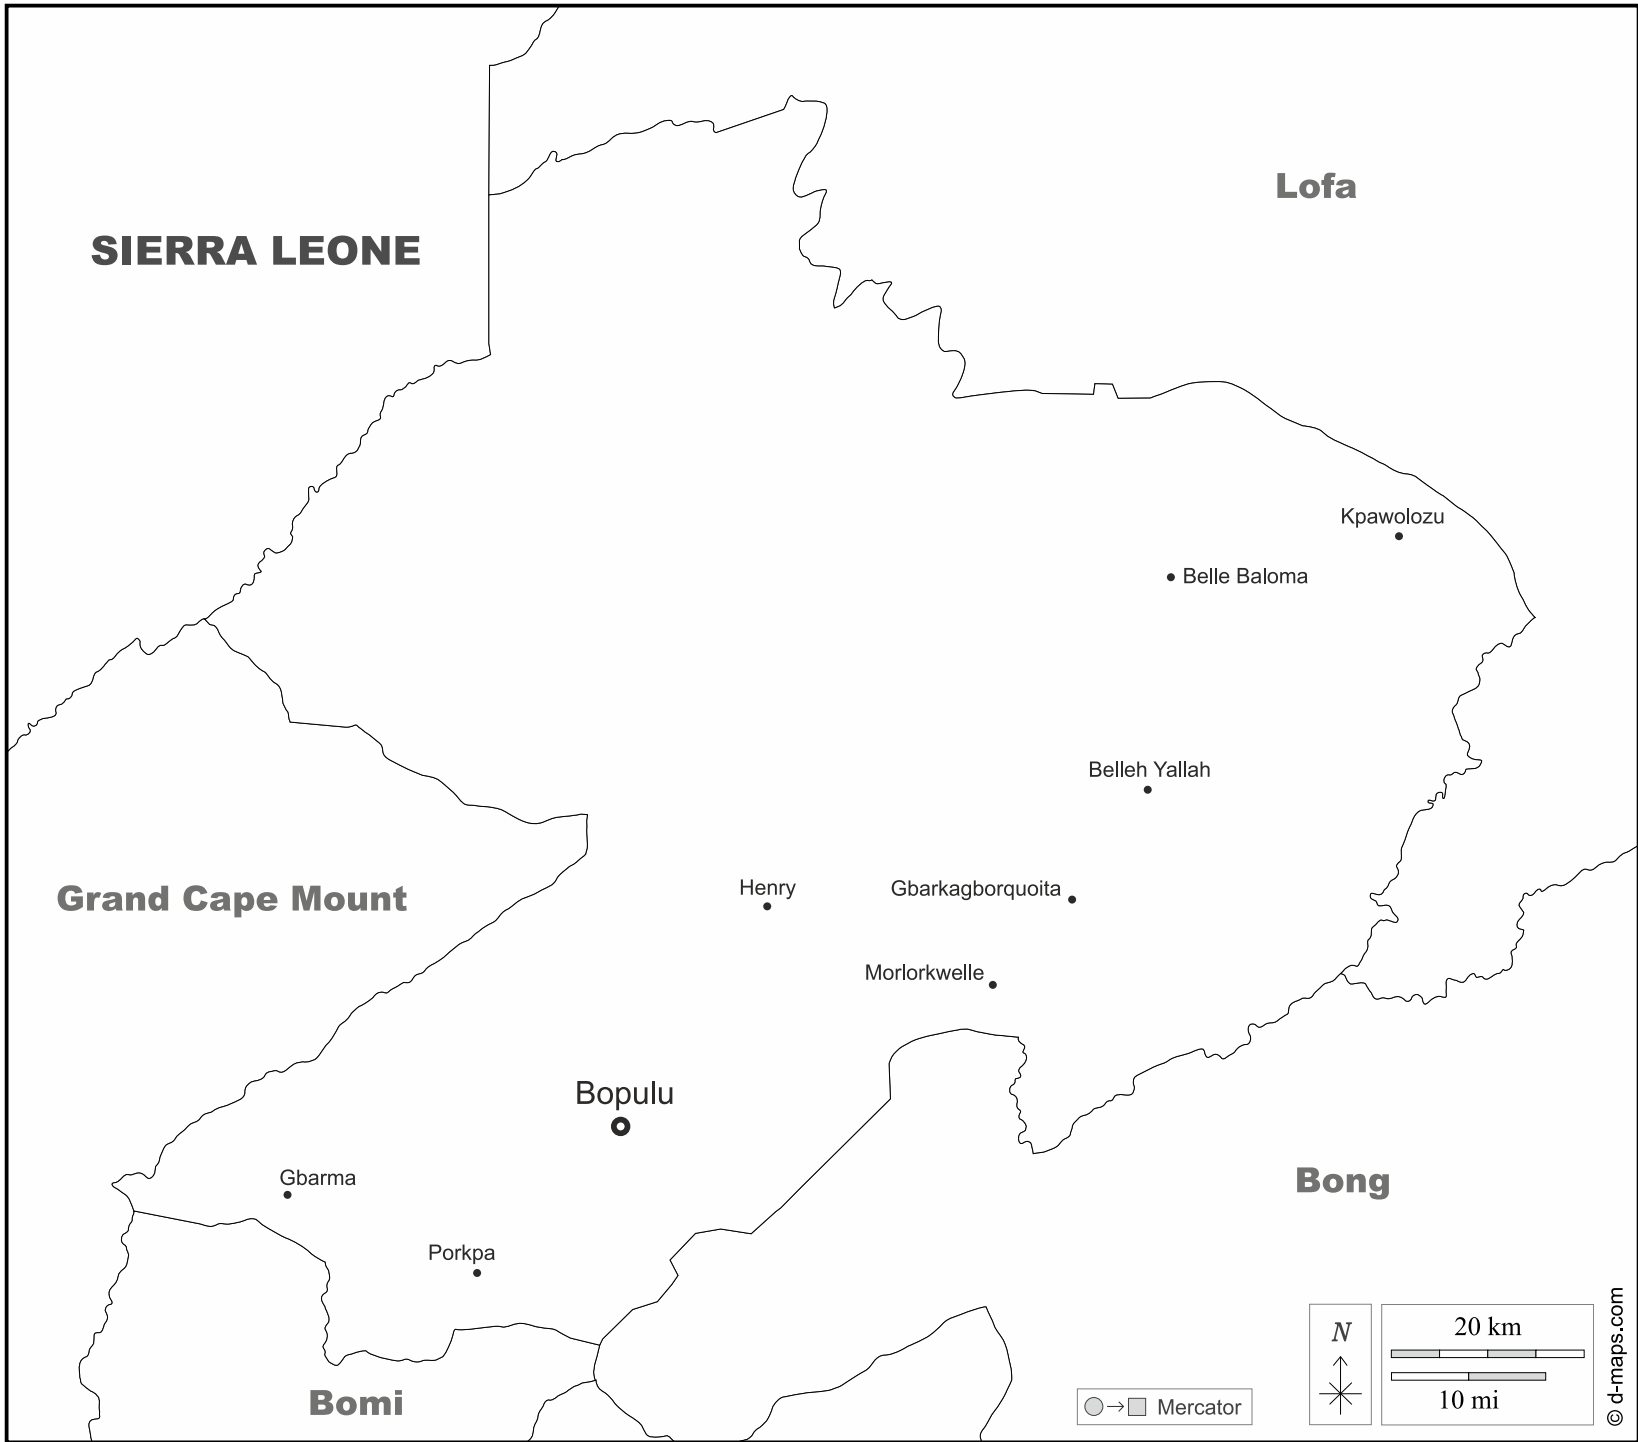 Lofa
SIERRA LEONE
Kpawolozu
Belle Baloma
Belleh Yallah
Grand Cape Mount
Henry
Gbarkagborquoita
Morlorkwelle
Bopulu
Gbarma
Bong
Porkpa
Bomi
N
20 km
10 mi
Mercator
© d-maps.com